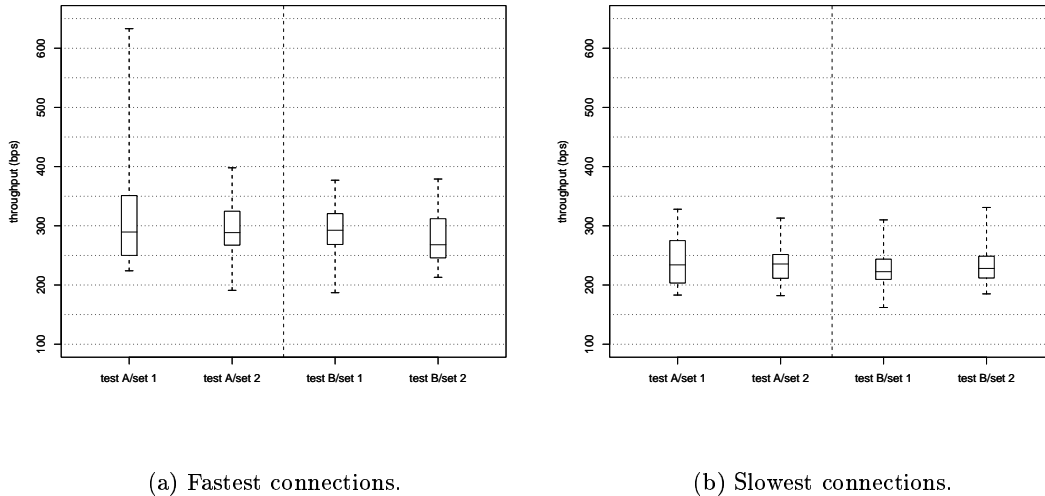 600
500
400
300
200
100
throughput (bps)
test A/set 1 test A/set 2 test B/set 1 test B/set 2
(a) Fastest connections.
600
500
400
300
200
100
throughput (bps)
test A/set 1 test A/set 2 test B/set 1 test B/set 2
(b) Slowest connections.